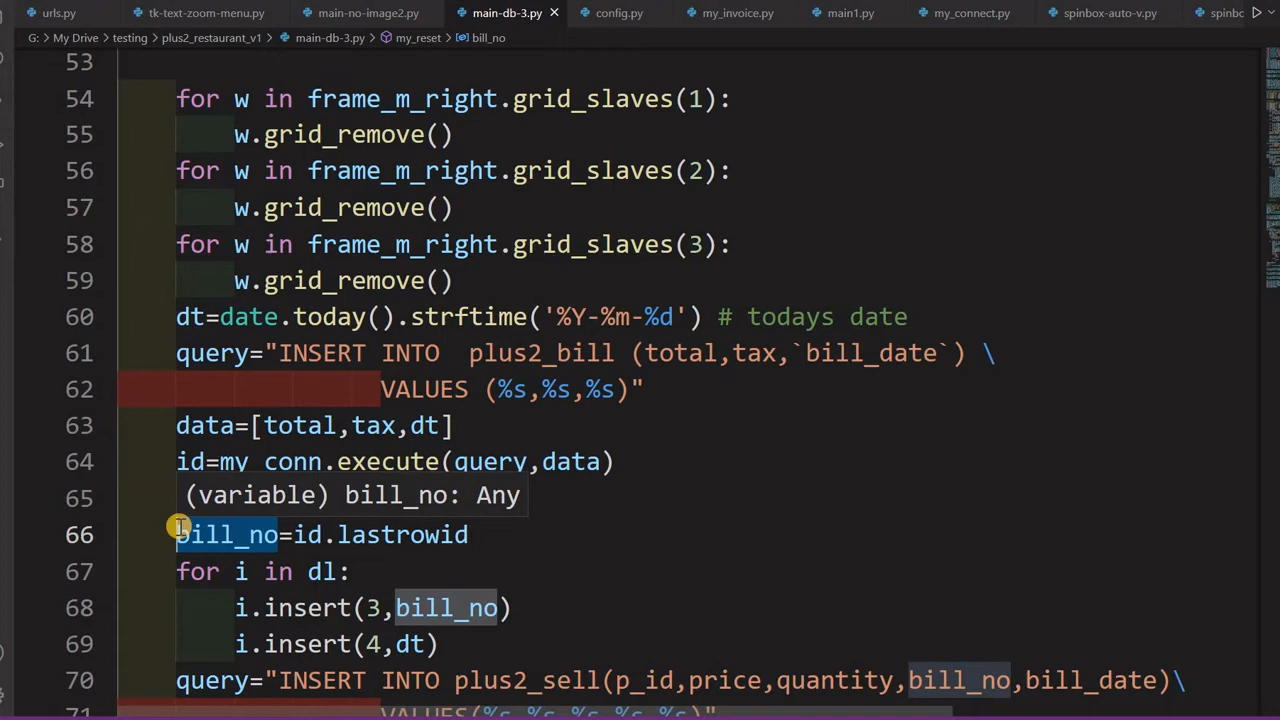 urls.py tk-text-zoom-menu.py main-no-image2.py main-db-3.py × config.py my_invoice.py main1.py my_connect.py spinbox-auto-v.py spinbo
G: > My Drive > testing > plus2_restaurant_v1 > main-db-3.py > my_reset > bill_no
53
54 for w in frame_m_right.grid_slaves(1):
55 w.grid_remove()
56 for w in frame_m_right.grid_slaves(2):
57 w.grid_remove()
58 for w in frame_m_right.grid_slaves(3):
59 w.grid_remove()
60 dt=date.today().strftime('%Y-%m-%d') # todays date
61 query="INSERT INTO  plus2_bill (total,tax,`bill_date`) \
62 VALUES (%s,%s,%s)"
63 data=[total,tax,dt]
64 id=my_conn.execute(query,data)
65 (variable) bill_no: Any
66 bill_no=id.lastrowid
67 for i in dl:
68 i.insert(3,bill_no)
69 i.insert(4,dt)
70 query="INSERT INTO plus2_sell(p_id,price,quantity,bill_no,bill_date)\
71 VALUES(%s,%s,%s,%s,%s)"